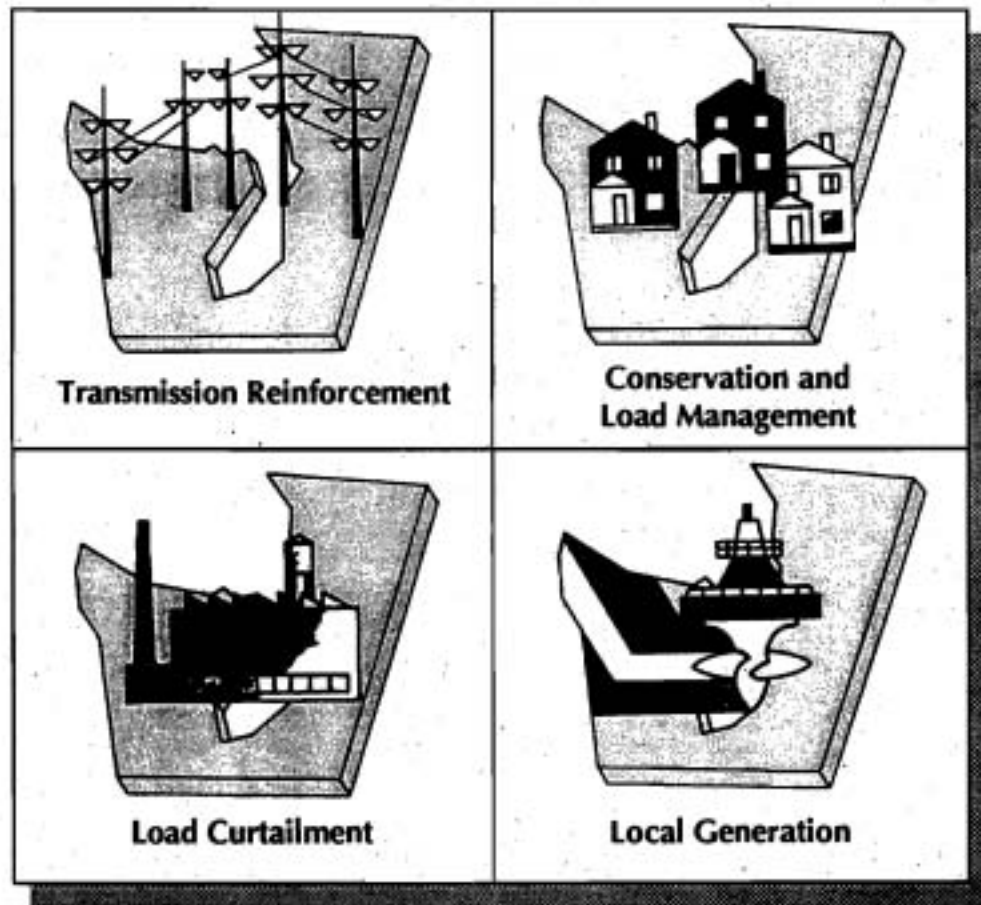 Transmission Reinforcement
Conservation and
Load Management
Load Curtailment
Local Generation